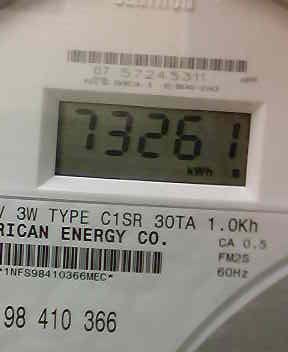 07 57245311
73261
kWh
V 3W TYPE C1SR 30TA 1.0Kh
RICAN ENERGY CO.
CA 0.5
FM2S
60Hz
*1NFS98410366MEC*
98 410 366